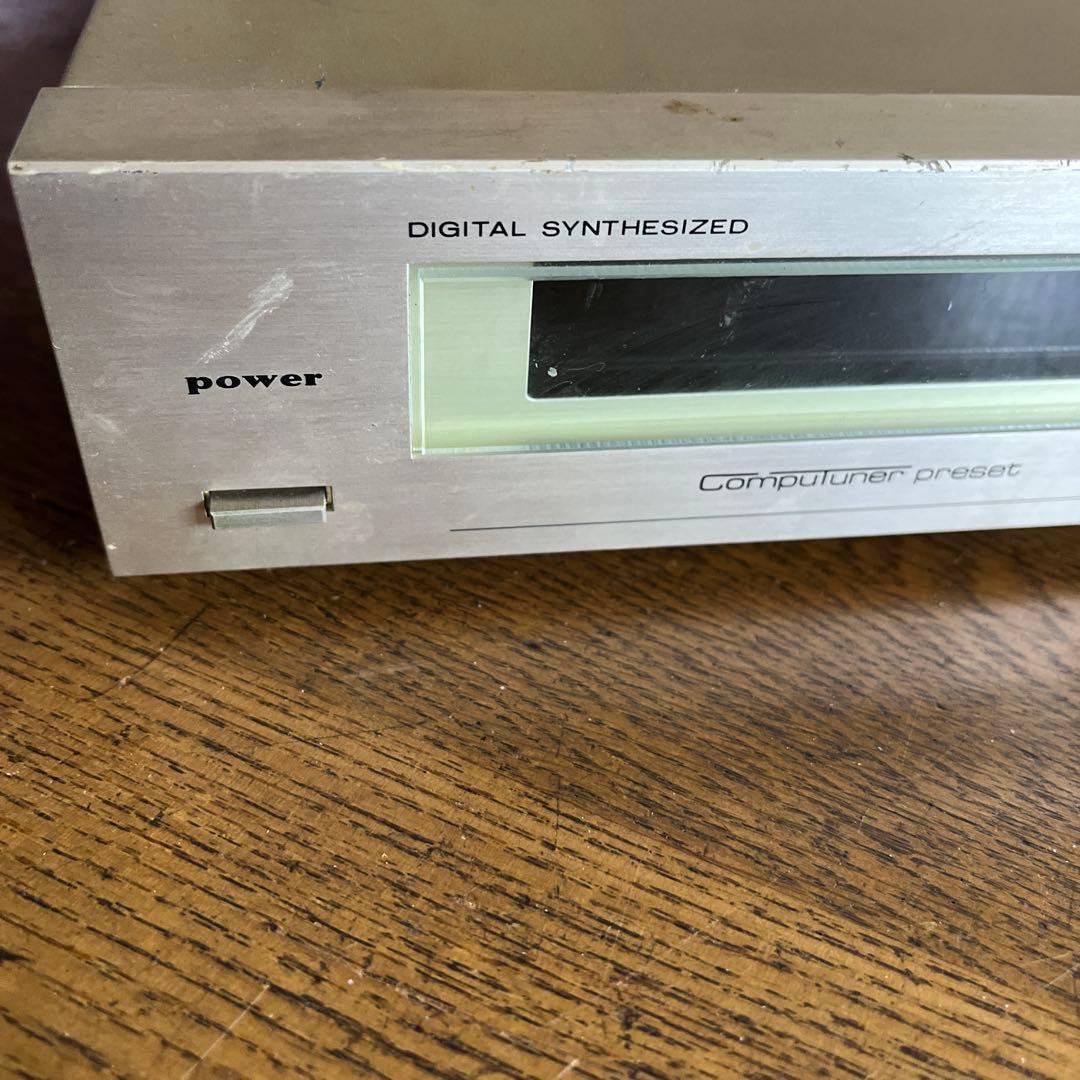 DIGITAL SYNTHESIZED
power
CompuTuner preset